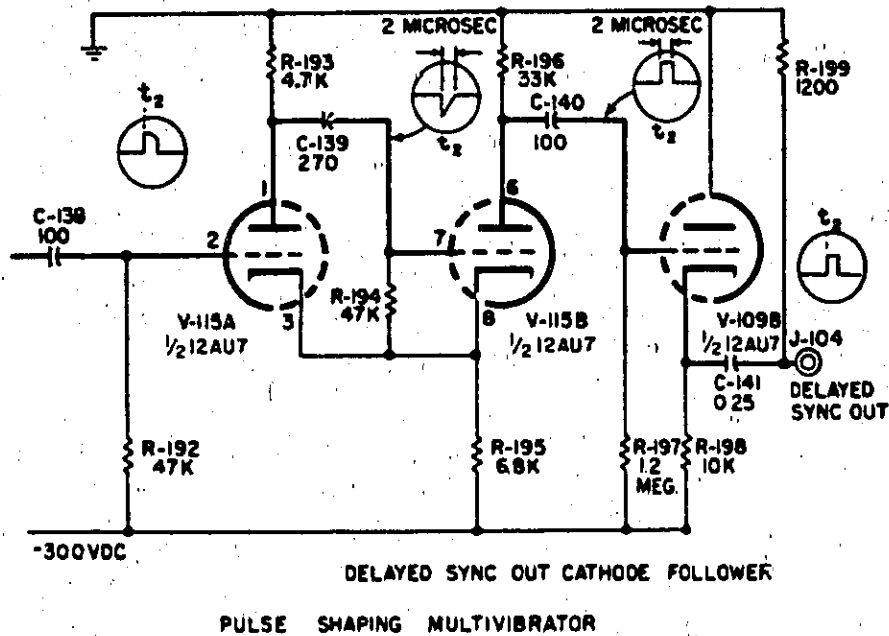 2 MICROSEC
2 MICROSEC
R-193
4.7K
R-196
33K
R-199
1200
t2
C-139
270
t2
C-140
100
t2
C-138
100
1
2
3
6
7
8
t2
R-194
47K
V-115A
1/2 12AU7
V-115B
1/2 12AU7
V-109B
1/2 12AU7
J-104
C-141
0.25
DELAYED
SYNC OUT
R-192
47K
R-195
6.8K
R-197
1.2
MEG.
R-198
10K
-300VDC
DELAYED SYNC OUT CATHODE FOLLOWER
PULSE SHAPING MULTIVIBRATOR